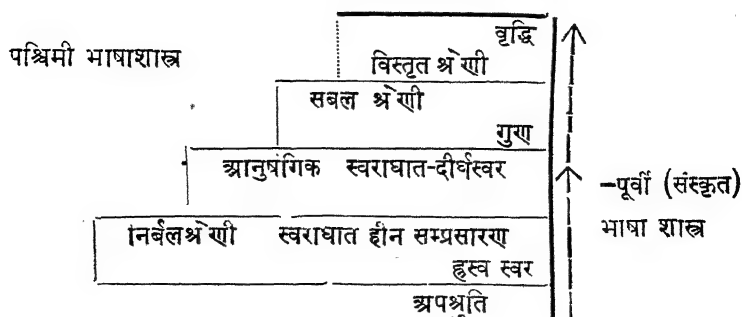 वृद्धि
पश्चिमी भाषाशास्त्र
विस्तृत श्रेणी
सबल श्रेणी
गुण
आनुषंगिक स्वराघात-दीर्घस्वर
-पूर्वी (संस्कृत)
भाषा शास्त्र
निर्बलश्रेणी स्वराघात हीन सम्प्रसारण
ह्रस्व स्वर
अपश्रुति